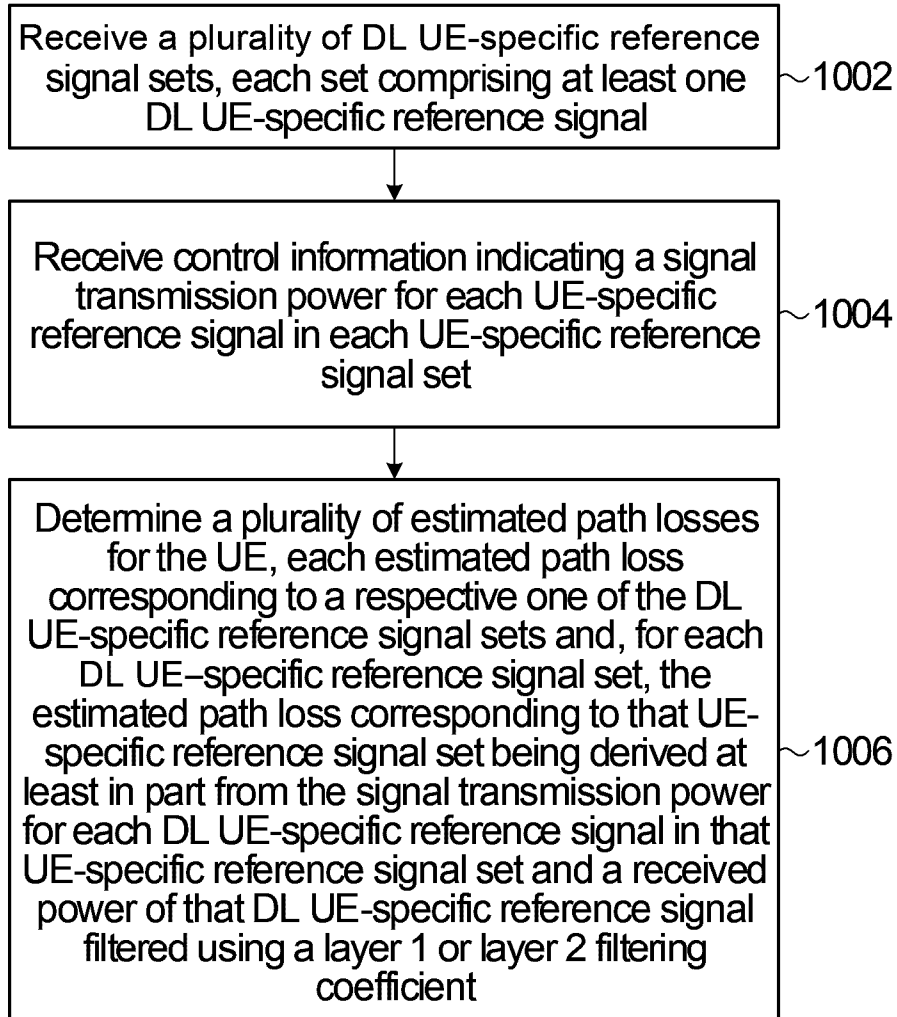 Receive a plurality of DL UE-specific reference
signal sets, each set comprising at least one
DL UE-specific reference signal
1002
Receive control information indicating a signal
transmission power for each UE-specific
reference signal in each UE-specific reference
signal set
1004
Determine a plurality of estimated path losses
for the UE, each estimated path loss
corresponding to a respective one of the DL
UE-specific reference signal sets and, for each
DL UE–specific reference signal set, the
estimated path loss corresponding to that UE-
specific reference signal set being derived at
least in part from the signal transmission power
for each DL UE-specific reference signal in that
UE-specific reference signal set and a received
power of that DL UE-specific reference signal
filtered using a layer 1 or layer 2 filtering
coefficient
1006